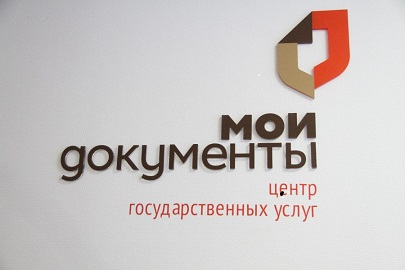 мои
документы
центр
государственных услуг